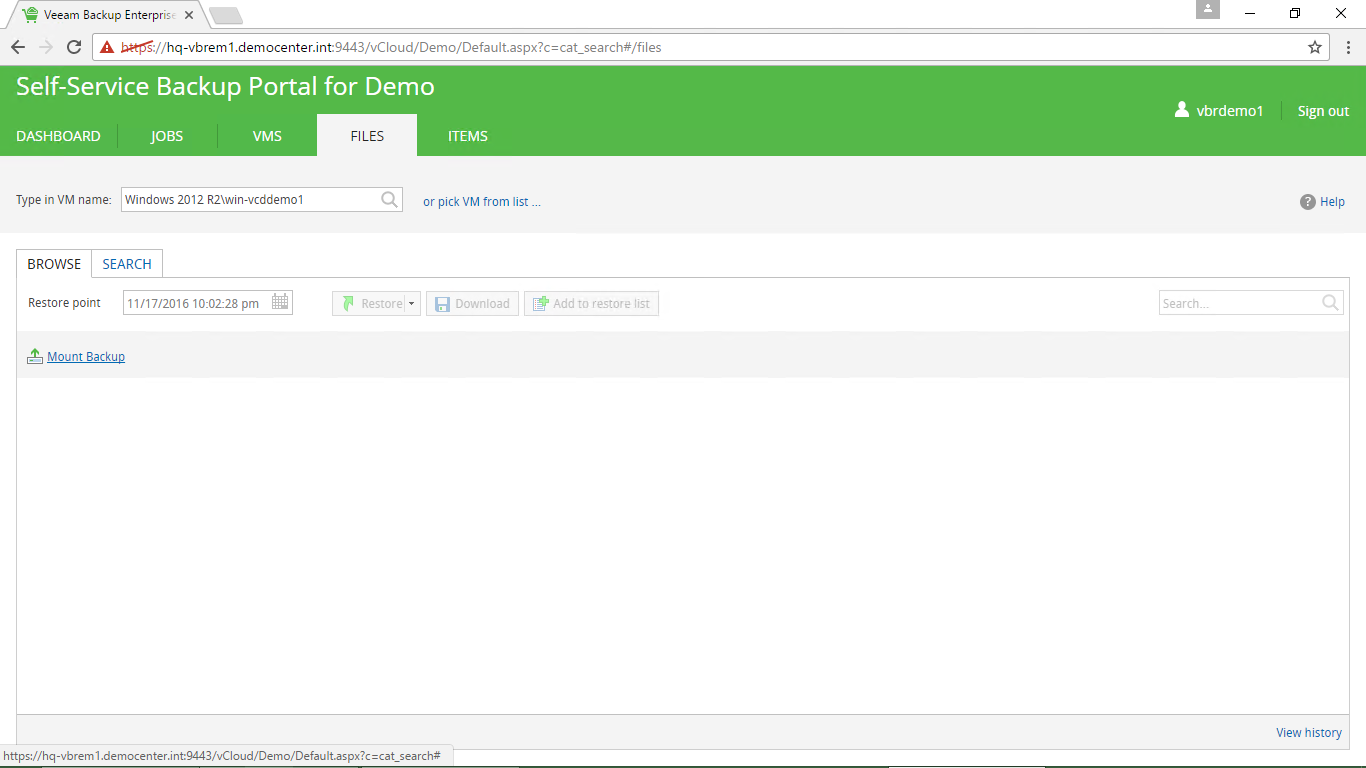 Veeam Backup Enterprise
https://hq-vbrem1.democenter.int:9443/vCloud/Demo/Default.aspx?c=cat_search#/files
Self-Service Backup Portal for Demo
vbrdemo1 Sign out
DASHBOARD JOBS VMS FILES ITEMS
Type in VM name: Windows 2012 R2\win-vcddemo1 or pick VM from list ... ? Help
BROWSE SEARCH
Restore point 11/17/2016 10:02:28 pm Restore Download Add to restore list Search...
Mount Backup
View history
https://hq-vbrem1.democenter.int:9443/vCloud/Demo/Default.aspx?c=cat_search#